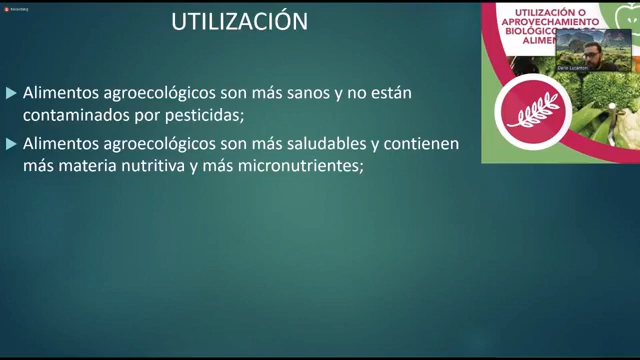 UTILIZACIÓN
Alimentos agroecológicos son más sanos y no están
contaminados por pesticidas;
Alimentos agroecológicos son más saludables y contienen
más materia nutritiva y más micronutrientes;
UTILIZACIÓN O
APROVECHAMIENTO
BIOLÓGICO
ALIME